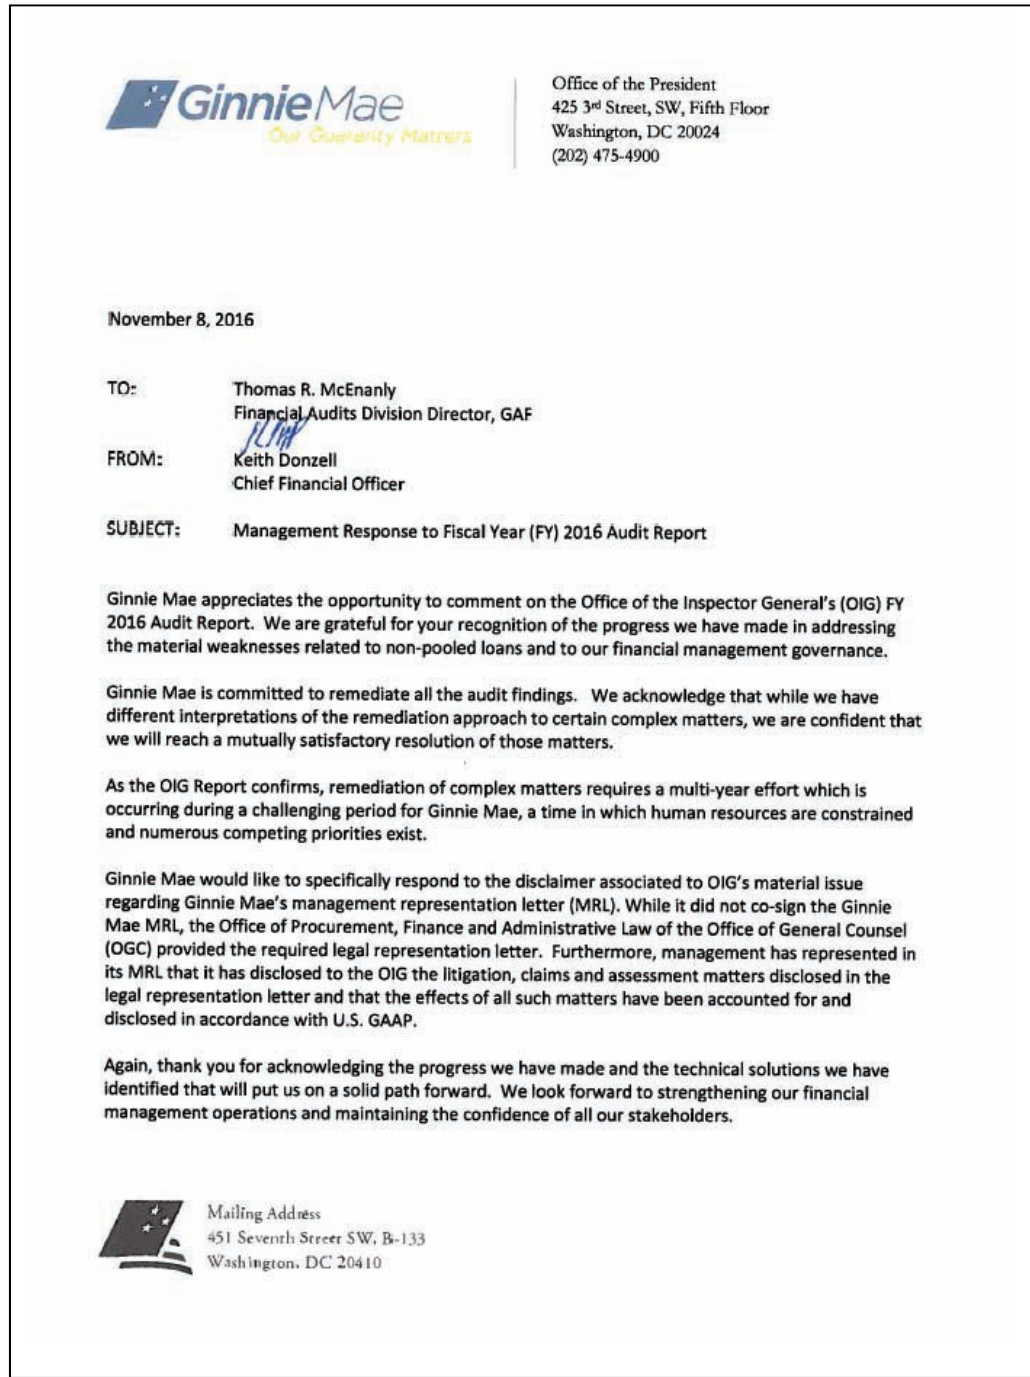 GinnieMae
Our Guaranty Matters
Office of the President
425 3rd Street, SW, Fifth Floor
Washington, DC 20024
(202) 475-4900
November 8, 2016
TO: Thomas R. McEnanly
Financial Audits Division Director, GAF
FROM: Keith Donzell
Chief Financial Officer
SUBJECT: Management Response to Fiscal Year (FY) 2016 Audit Report
Ginnie Mae appreciates the opportunity to comment on the Office of the Inspector General's (OIG) FY
2016 Audit Report. We are grateful for your recognition of the progress we have made in addressing
the material weaknesses related to non-pooled loans and to our financial management governance.
Ginnie Mae is committed to remediate all the audit findings. We acknowledge that while we have
different interpretations of the remediation approach to certain complex matters, we are confident that
we will reach a mutually satisfactory resolution of those matters.
As the OIG Report confirms, remediation of complex matters requires a multi-year effort which is
occurring during a challenging period for Ginnie Mae, a time in which human resources are constrained
and numerous competing priorities exist.
Ginnie Mae would like to specifically respond to the disclaimer associated to OIG's material issue
regarding Ginnie Mae's management representation letter (MRL). While it did not co-sign the Ginnie
Mae MRL, the Office of Procurement, Finance and Administrative Law of the Office of General Counsel
(OGC) provided the required legal representation letter. Furthermore, management has represented in
its MRL that it has disclosed to the OIG the litigation, claims and assessment matters disclosed in the
legal representation letter and that the effects of all such matters have been accounted for and
disclosed in accordance with U.S. GAAP.
Again, thank you for acknowledging the progress we have made and the technical solutions we have
identified that will put us on a solid path forward. We look forward to strengthening our financial
management operations and maintaining the confidence of all our stakeholders.
Mailing Address
451 Seventh Street SW, B-133
Washington, DC 20410